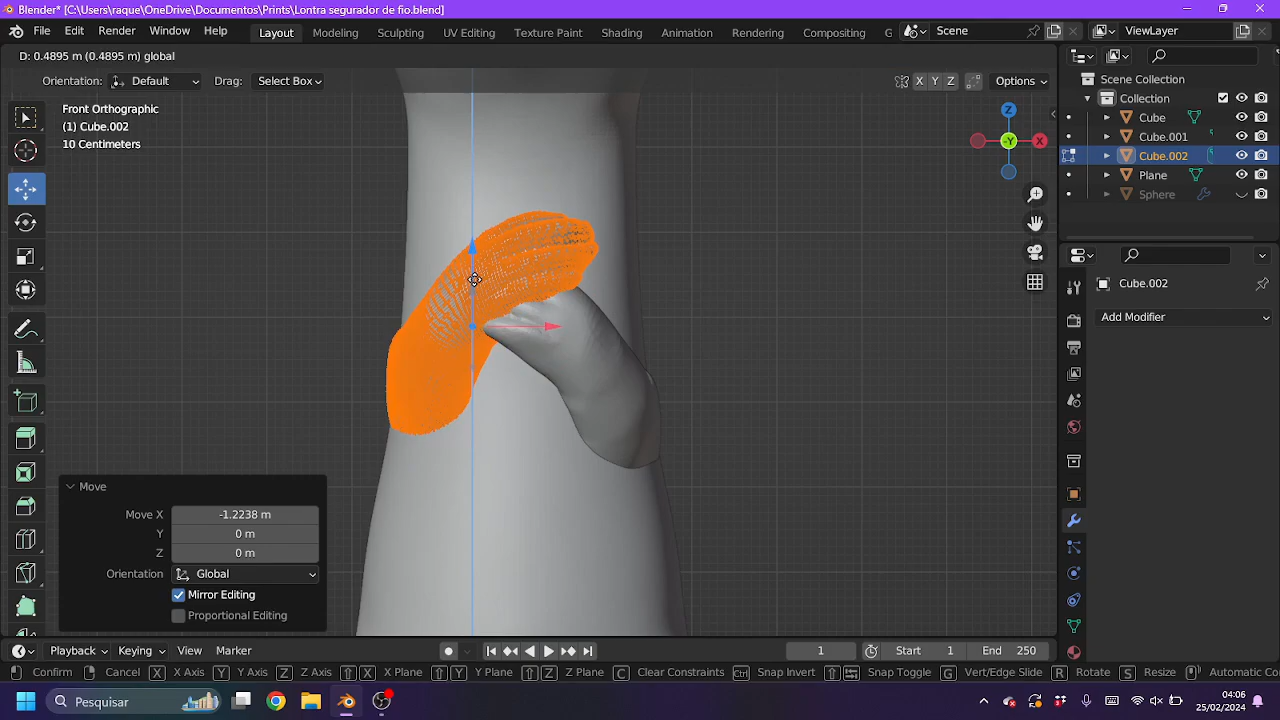 Blender* [C:\Users\raque\OneDrive\Documentos\Prints\Lontra segurador de fio.blend]
File Edit Render Window Help Layout Modeling Sculpting UV Editing Texture Paint Shading Animation Rendering Compositing G Scene ViewLayer
D: 0.4895 m (0.4895 m) global
Orientation: Default Drag: Select Box X Y Z Options
Front Orthographic
(1) Cube.002
10 Centimeters
Z
X
-Y
Scene Collection
Collection
Cube
Cube.001
Cube.002
Plane
Sphere
Cube.002
Add Modifier
Move
Move X -1.2238 m
Y 0 m
Z 0 m
Orientation Global
Mirror Editing
Proportional Editing
Playback Keying View Marker 1 Start 1 End 250
Confirm Cancel X X Axis Y Y Axis Z Z Axis X X Plane Y Y Plane Z Z Plane C Clear Constraints Ctrl Snap Invert Snap Toggle G Vert/Edge Slide R Rotate S Resize Automatic Con
Pesquisar
04:06
25/02/2024